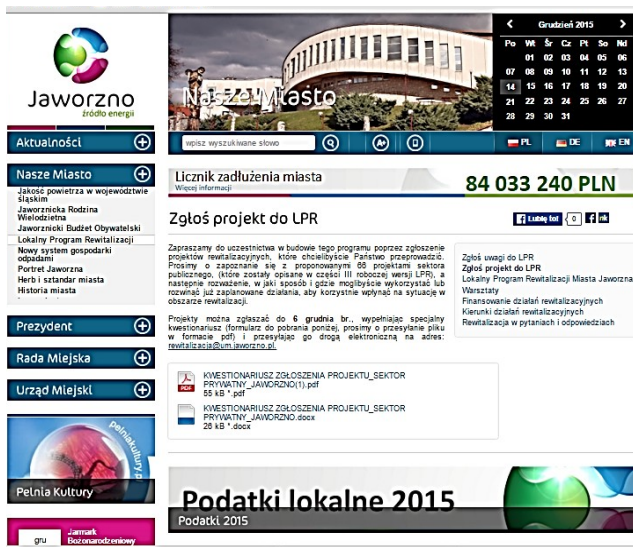 Jaworzno
źródło energii
Nasze Miasto
Grudzień 2015
Po Wt Śr Cz Pt So Nd
01 02 03 04 05 06
07 08 09 10 11 12 13
14 15 16 17 18 19 20
21 22 23 24 25 26 27
28 29 30 31
Aktualności
wpisz wyszukiwane słowo
A+
PL DE EN
Nasze Miasto
Jakość powietrza w województwie
śląskim
Jaworznicka Rodzina
Wielodzietna
Jaworznicki Budżet Obywatelski
Lokalny Program Rewitalizacji
Nowy system gospodarki
odpadami
Portret Jaworzna
Herb i sztandar miasta
Historia miasta
Prezydent
Rada Miejska
Urząd Miejski
pelniakultury.pl
Pełnia Kultury
gru
Jarmark
Bożonarodzeniowy
Licznik zadłużenia miasta
Więcej informacji
84 033 240 PLN
Zgłoś projekt do LPR
Lubię to! 0 nk
Zapraszamy do uczestnictwa w budowie tego programu poprzez zgłoszenie
projektów rewitalizacyjnych, które chcielibyście Państwo przeprowadzić.
Prosimy o zapoznanie się z proponowanymi 66 projektami sektora
publicznego, (które zostały opisane w części III roboczej wersji LPR), a
następnie rozważenie, w jaki sposób i gdzie moglibyście wykorzystać lub
rozwinąć już zaplanowane działania, aby korzystnie wpłynąć na sytuację w
obszarze rewitalizacji.
Projekty można zgłaszać do 6 grudnia br., wypełniając specjalny
kwestionariusz (formularz do pobrania poniżej, prosimy o przesyłanie pliku
w formacie pdf) i przesyłając go drogą elektroniczną na adres:
rewitalizacja@um.jaworzno.pl.
Zgłoś uwagi do LPR
Zgłoś projekt do LPR
Lokalny Program Rewitalizacji Miasta Jaworzna
Warsztaty
Finansowanie działań rewitalizacyjnych
Kierunki działań rewitalizacyjnych
Rewitalizacja w pytaniach i odpowiedziach
PDF
KWESTIONARIUSZ ZGŁOSZENIA PROJEKTU_SEKTOR
PRYWATNY_JAWORZNO(1).pdf
55 kB *.pdf
KWESTIONARIUSZ ZGŁOSZENIA PROJEKTU_SEKTOR
PRYWATNY_JAWORZNO.docx
26 kB *.docx
Podatki lokalne 2015
Podatki 2015